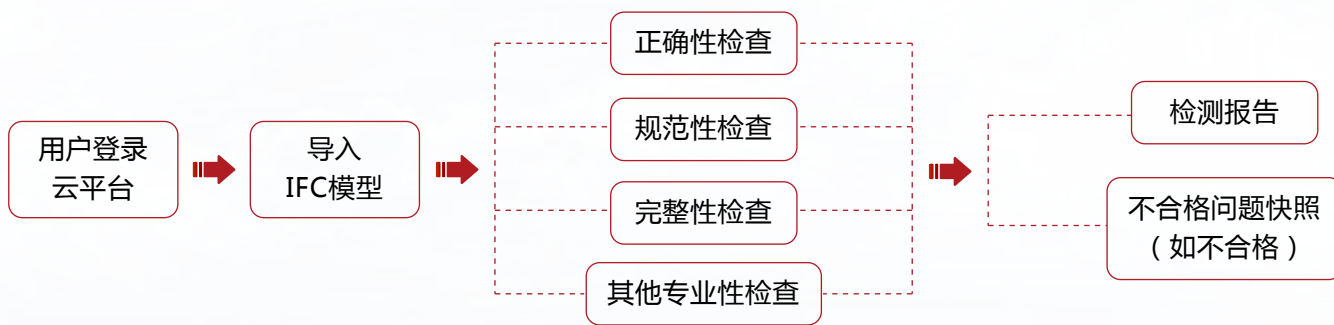 用户登录
云平台
导入
IFC模型
正确性检查
规范性检查
完整性检查
其他专业性检查
检测报告
不合格问题快照
（如不合格）